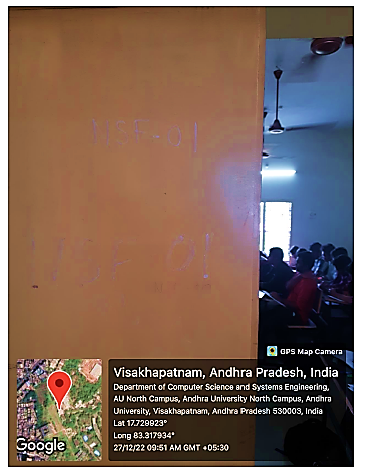 HSF-01
GPS Map Camera
Visakhapatnam, Andhra Pradesh, India
Department of Computer Science and Systems Engineering,
AU North Campus, Andhra University North Campus, Andhra
University, Visakhapatnam, Andhra Pradesh 530003, India
Lat 17.729923°
Long 83.317934°
27/12/22 09:51 AM GMT +05:30
Google